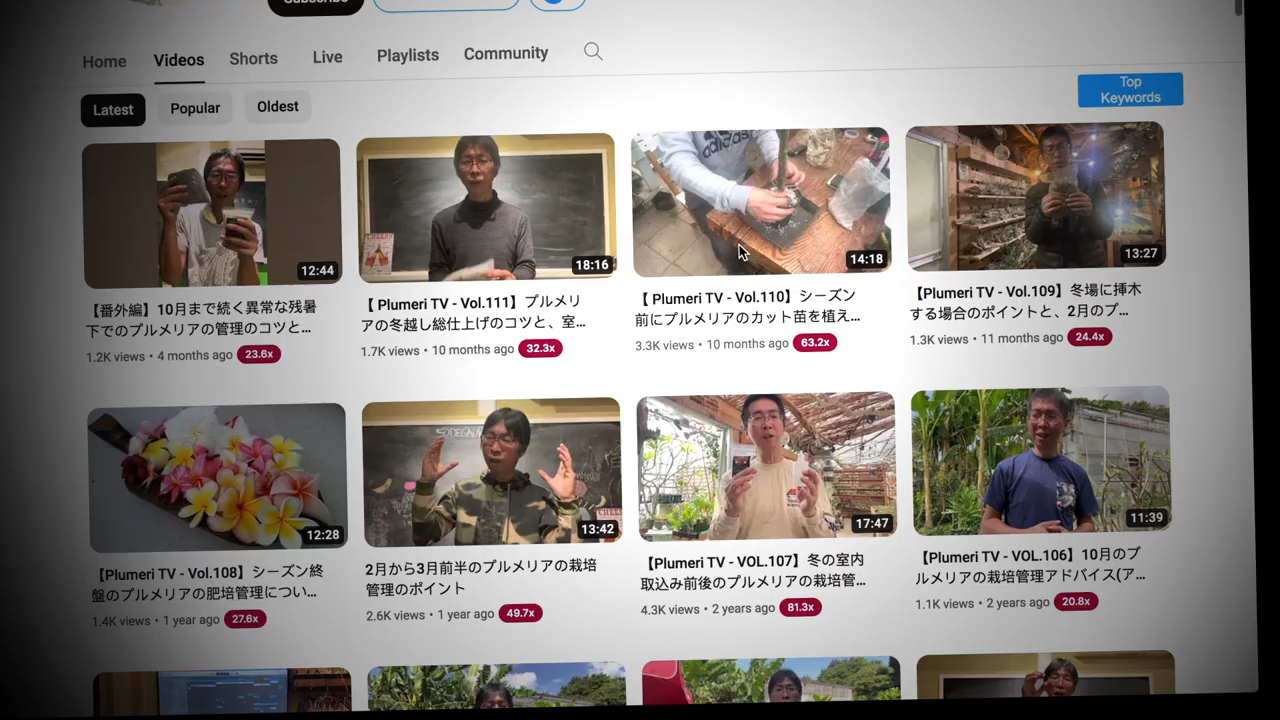 Subscribe
Home
Videos
Shorts
Live
Playlists
Community
Latest
Popular
Oldest
Top
Keywords
12:44
18:16
adidas
14:18
13:27
【番外編】10月まで続く異常な残暑
下でのプルメリアの管理のコツと...
1.2K views • 4 months ago 23.6x
【 Plumeri TV - Vol.111】プルメリ
アの冬越し総仕上げのコツと、室...
1.7K views • 10 months ago 32.3x
【 Plumeri TV - Vol.110】シーズン
前にプルメリアのカット苗を植え...
3.3K views • 10 months ago 63.2x
【Plumeri TV - Vol.109】冬場に挿木
する場合のポイントと、2月のプ...
1.3K views • 11 months ago 24.4x
12:28
13:42
17:47
11:39
【Plumeri TV - Vol.108】シーズン終
盤のプルメリアの肥培管理につい...
1.4K views • 1 year ago 27.6x
2月から3月前半のプルメリアの栽培
管理のポイント
2.6K views • 1 year ago 49.7x
【Plumeri TV - VOL.107】冬の室内
取込み前後のプルメリアの栽培管...
4.3K views • 2 years ago 81.3x
【Plumeri TV - VOL.106】10月のプ
ルメリアの栽培管理アドバイス(ア...
1.1K views • 2 years ago 20.8x